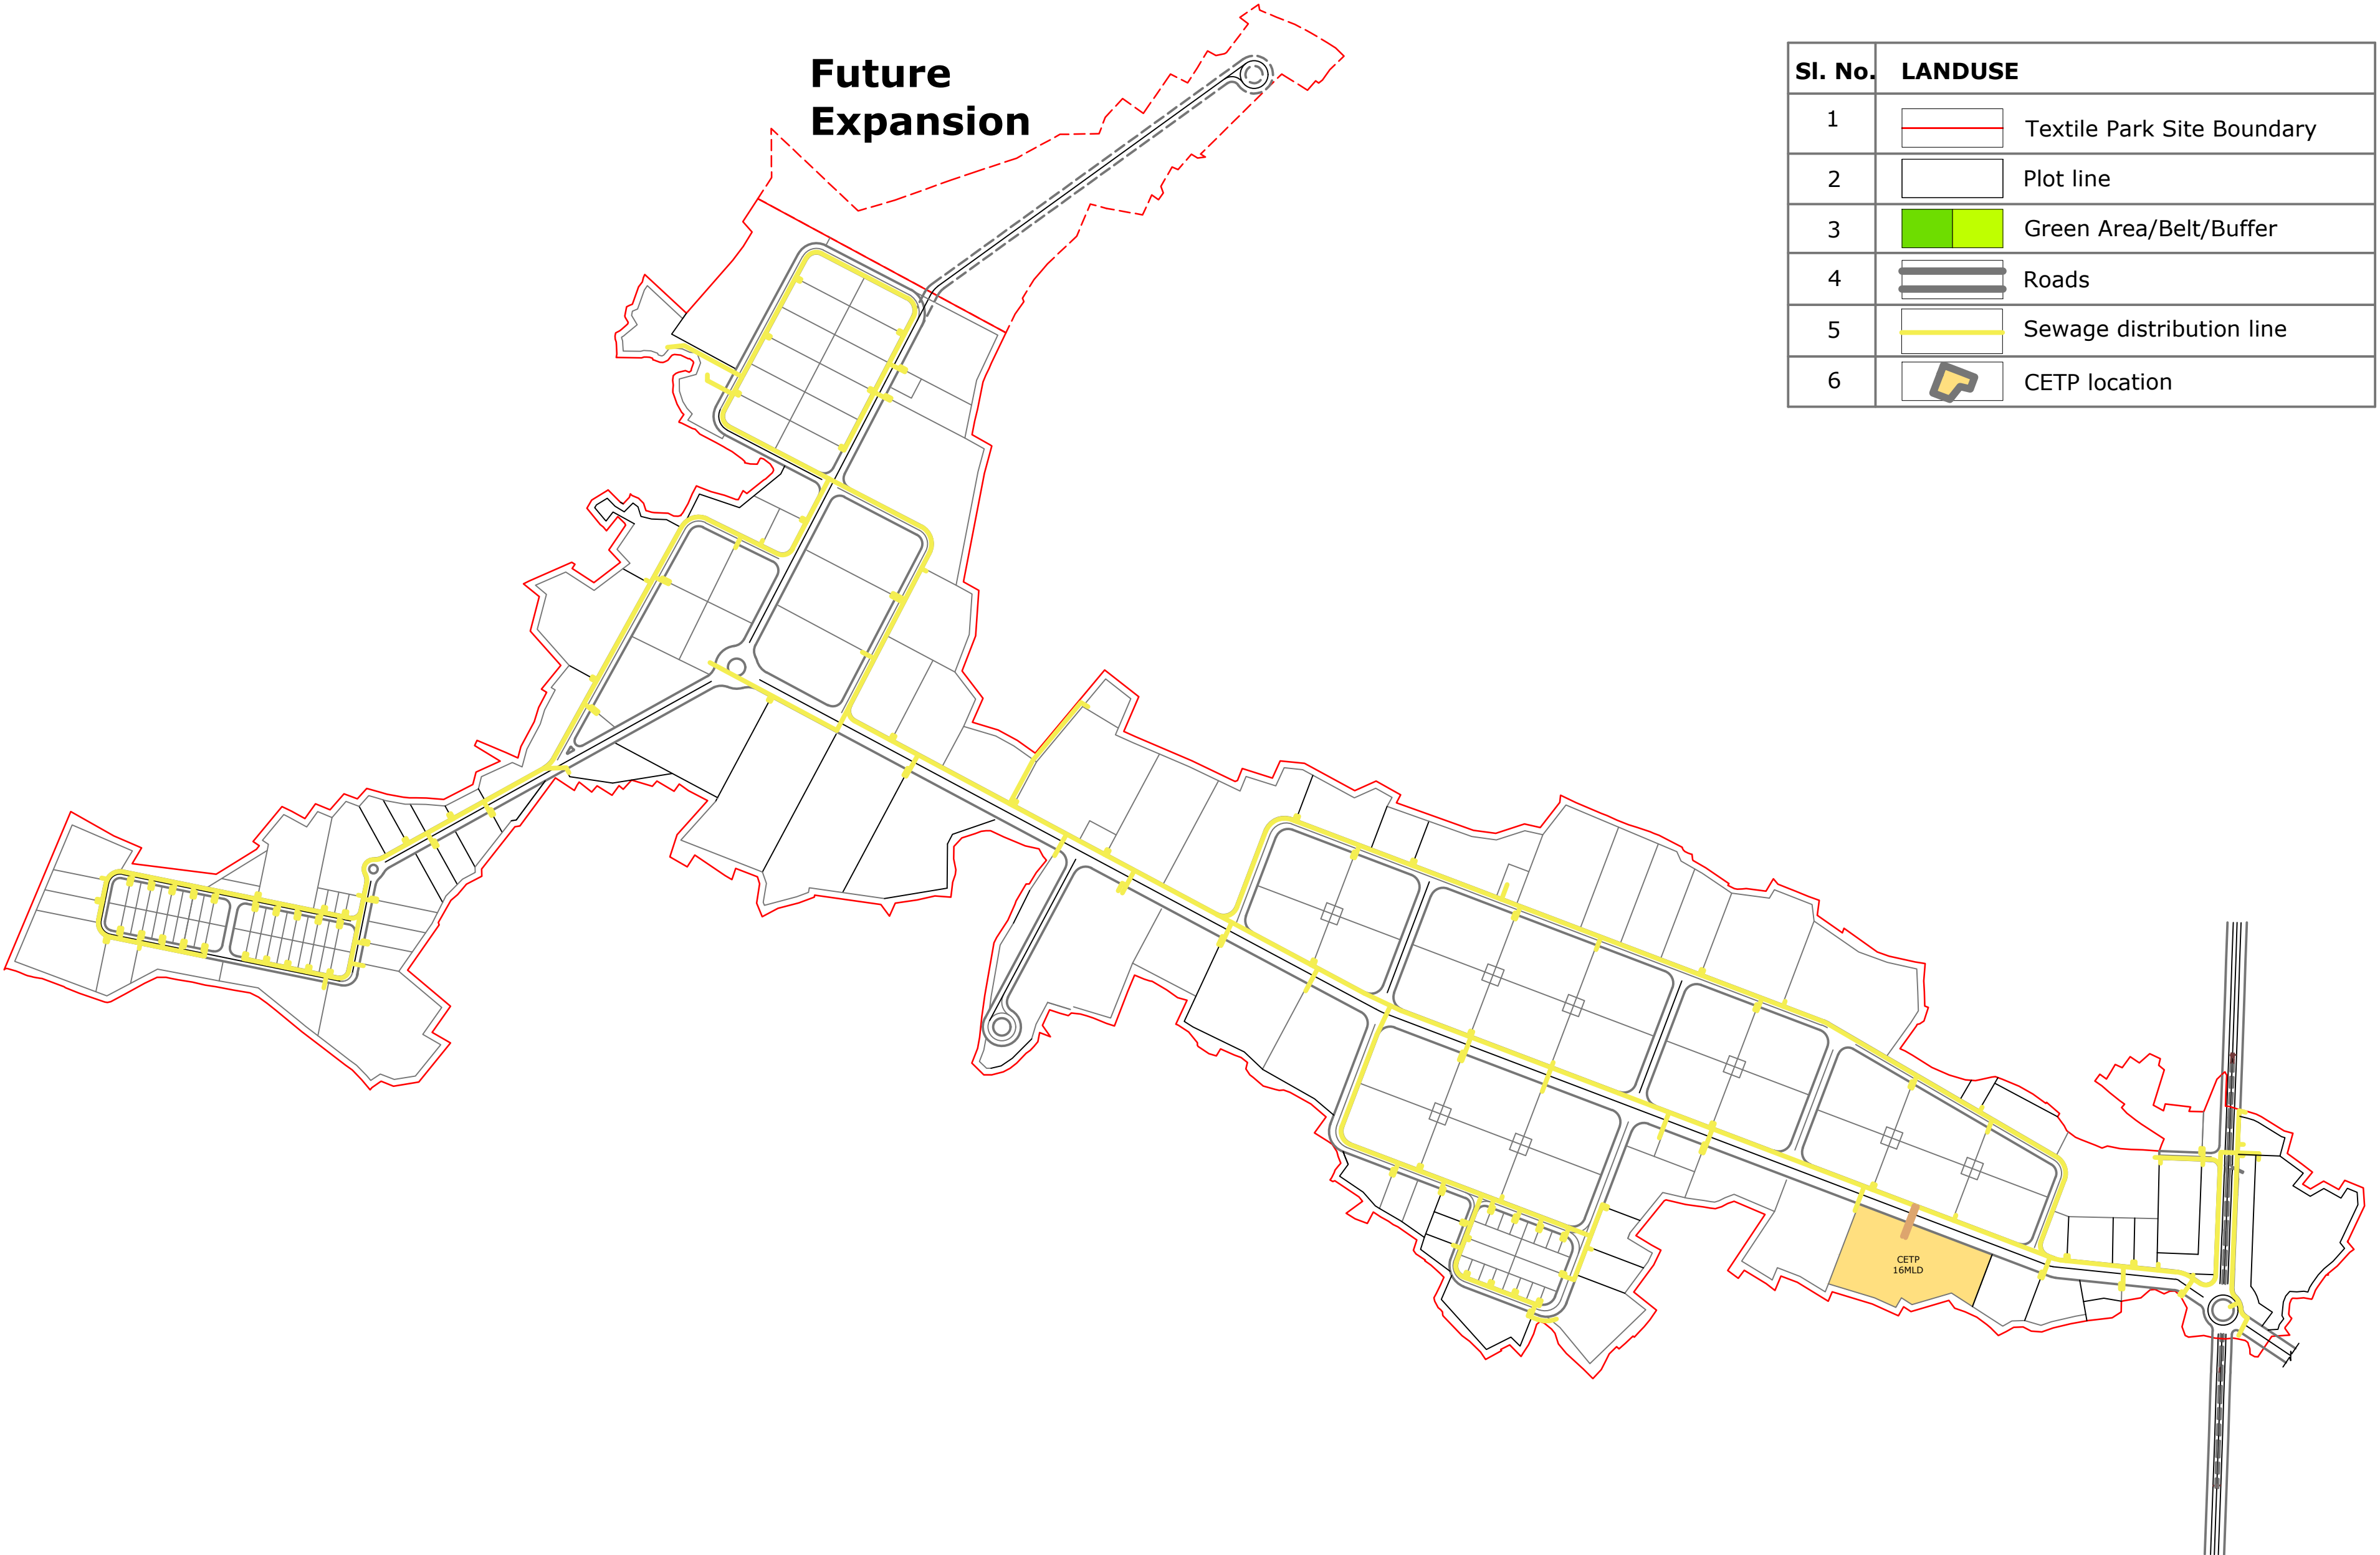 Future
Expansion
Sl. No. LANDUSE
1 Textile Park Site Boundary
2 Plot line
3 Green Area/Belt/Buffer
4 Roads
5 Sewage distribution line
6 CETP location
CETP
16MLD